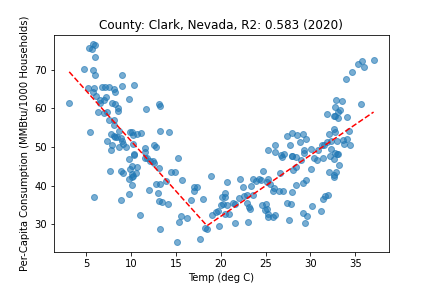 County: Clark, Nevada, R2: 0.583 (2020)
Per-Capita Consumption (MMBtu/1000 Households)
70
60
50
40
30
5 10 15 20 25 30 35
Temp (deg C)